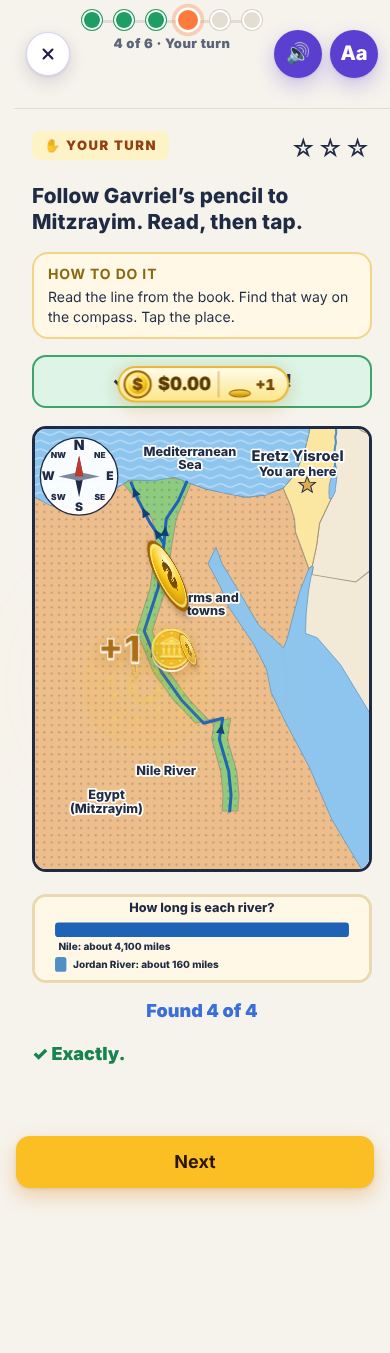 4 of 6 · Your turn
Aa
YOUR TURN
Follow Gavriel's pencil to
Mitzrayim. Read, then tap.
HOW TO DO IT
Read the line from the book. Find that way on
the compass. Tap the place.
$ $0.00 +1
N
NW NE
W E
SW SE
S
Mediterranean
Sea
Eretz Yisroel
You are here
and
towns
+1
Nile River
Egypt
(Mitzrayim)
How long is each river?
Nile: about 4,100 miles
Jordan River: about 160 miles
Found 4 of 4
✓ Exactly.
Next